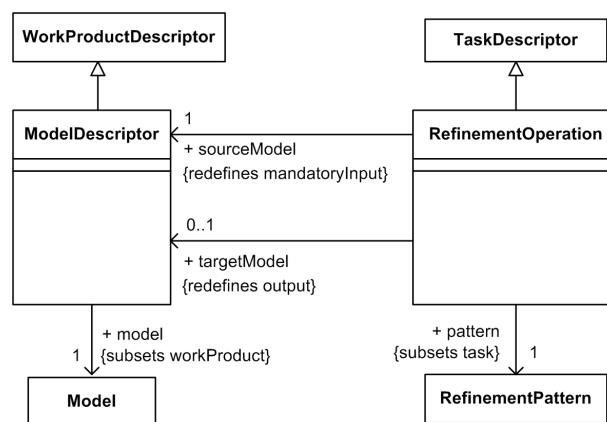 WorkProductDescriptor
TaskDescriptor
ModelDescriptor
1
RefinementOperation
+ sourceModel
{redefines mandatoryInput}
0..1
+ targetModel
{redefines output}
+ model
1 {subsets workProduct}
+ pattern
{subsets task} 1
Model
RefinementPattern